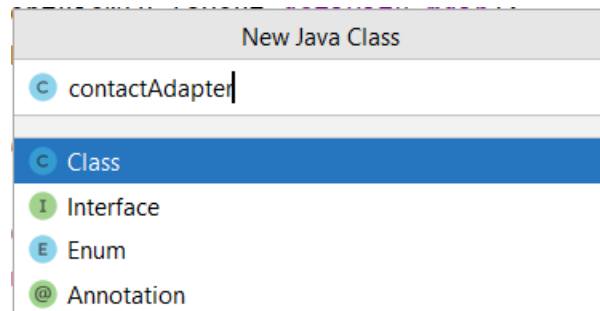 New Java Class
C contactAdapter
C Class
I Interface
E Enum
@ Annotation